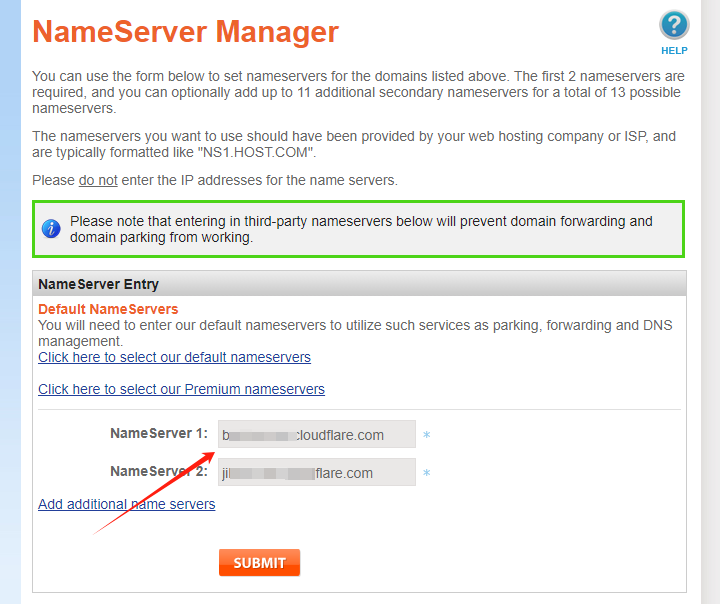 NameServer Manager
HELP
You can use the form below to set nameservers for the domains listed above. The first 2 nameservers are
required, and you can optionally add up to 11 additional secondary nameservers for a total of 13 possible
nameservers.
The nameservers you want to use should have been provided by your web hosting company or ISP, and
are typically formatted like "NS1.HOST.COM".
Please do not enter the IP addresses for the name servers.
Please note that entering in third-party nameservers below will prevent domain forwarding and
domain parking from working.
NameServer Entry
Default NameServers
You will need to enter our default nameservers to utilize such services as parking, forwarding and DNS
management.
Click here to select our default nameservers
Click here to select our Premium nameservers
NameServer 1: cloudflare.com *
NameServer 2: flare.com *
Add additional name servers
SUBMIT